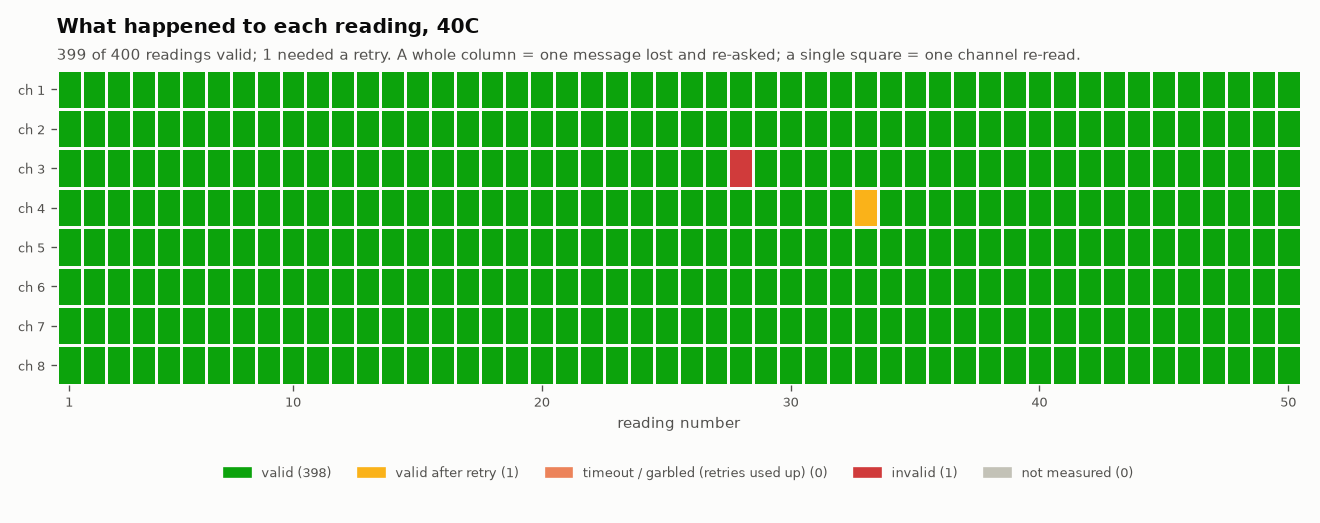 What happened to each reading, 40C
399 of 400 readings valid; 1 needed a retry. A whole column = one message lost and re-asked; a single square = one channel re-read.
ch 1
ch 2
ch 3
ch 4
ch 5
ch 6
ch 7
ch 8
1 10 20 30 40 50
reading number
valid (398) valid after retry (1) timeout / garbled (retries used up) (0) invalid (1) not measured (0)